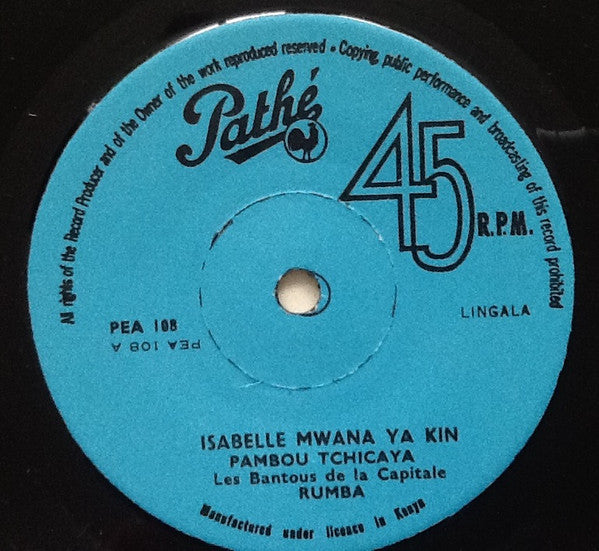 All rights of the Record Producer and of the Owner of the work reproduced reserved • Copying, public performance and broadcasting of this record prohibited
Pathé
45
R.P.M.
LINGALA
PEA 108
PEA 108 A
ISABELLE MWANA YA KIN
PAMBOU TCHICAYA
Les Bantous de la Capitale
RUMBA
Manufactured under licence in Kenya